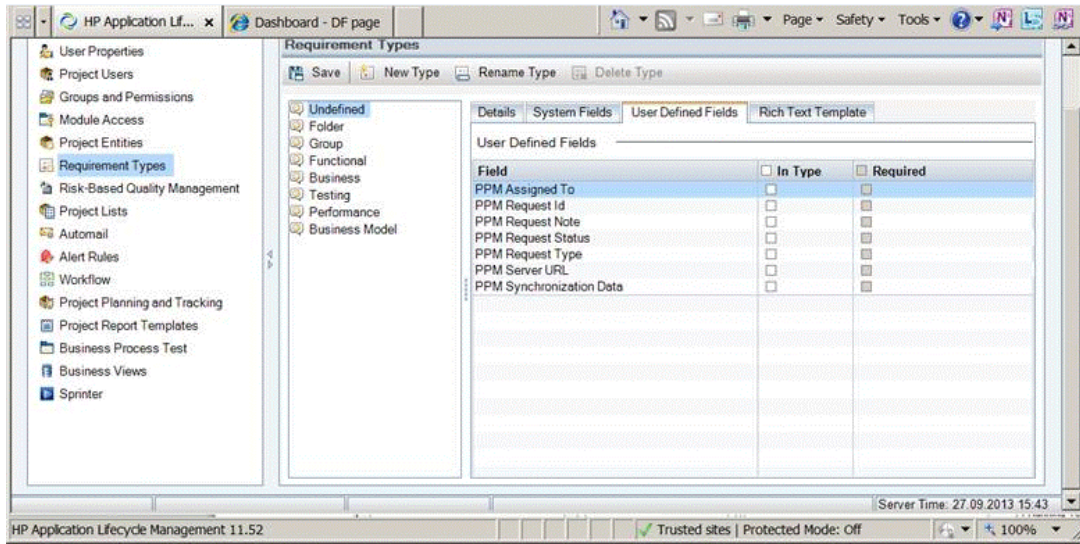 HP Application Lif... x
Dashboard - DF page
Page
Safety
Tools
User Properties
Project Users
Groups and Permissions
Module Access
Project Entities
Requirement Types
Risk-Based Quality Management
Project Lists
Automail
Alert Rules
Workflow
Project Planning and Tracking
Project Report Templates
Business Process Test
Business Views
Sprinter
Requirement Types
Save New Type Rename Type Delete Type
Undefined
Folder
Group
Functional
Business
Testing
Performance
Business Model
Details System Fields User Defined Fields Rich Text Template
User Defined Fields
Field In Type Required
PPM Assigned To
PPM Request Id
PPM Request Note
PPM Request Status
PPM Request Type
PPM Server URL
PPM Synchronization Data
Server Time: 27.09.2013 15:43
HP Application Lifecycle Management 11.52
Trusted sites | Protected Mode: Off
100%